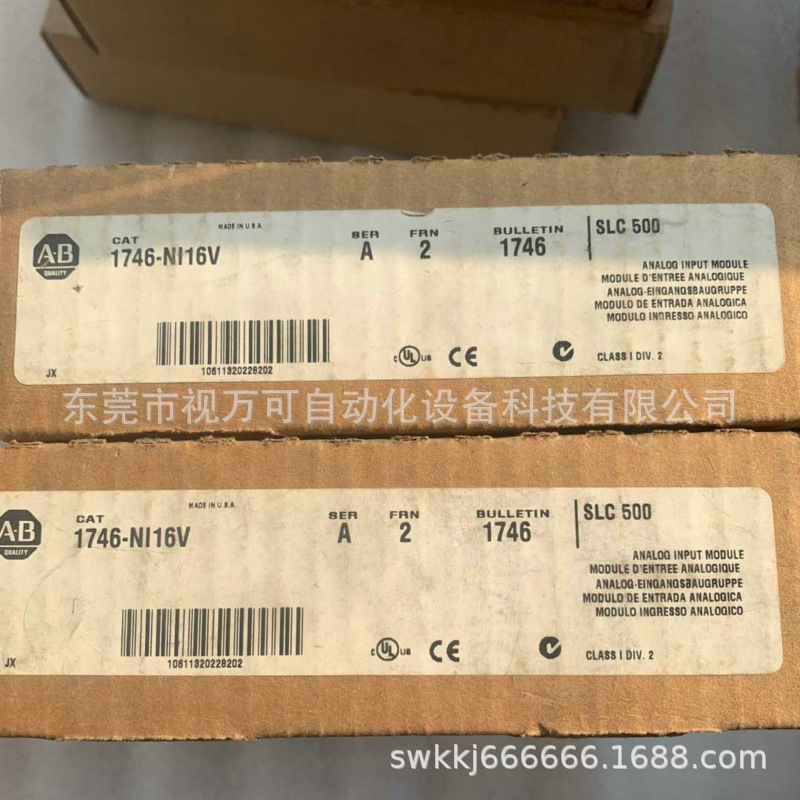 A-B
QUALITY
CAT
1746-NI16V
MADE IN U.S.A.
SER
A
FRN
2
BULLETIN
1746
SLC 500
ANALOG INPUT MODULE
MODULE D'ENTREE ANALOGIQUE
ANALOG-EINGANGSBAUGRUPPE
MODULO DE ENTRADA ANALOGICA
MODULO INGRESSO ANALOGICO
10611320228202
C UL US
CE
CLASS I DIV. 2
JX
东莞市视万可自动化设备科技有限公司
A-B
QUALITY
CAT
1746-NI16V
MADE IN U.S.A.
SER
A
FRN
2
BULLETIN
1746
SLC 500
ANALOG INPUT MODULE
MODULE D'ENTREE ANALOGIQUE
ANALOG-EINGANGSBAUGRUPPE
MODULO DE ENTRADA ANALOGICA
MODULO INGRESSO ANALOGICO
10611320228202
C UL US
CE
CLASS I DIV. 2
JX
swkkj666666.1688.com